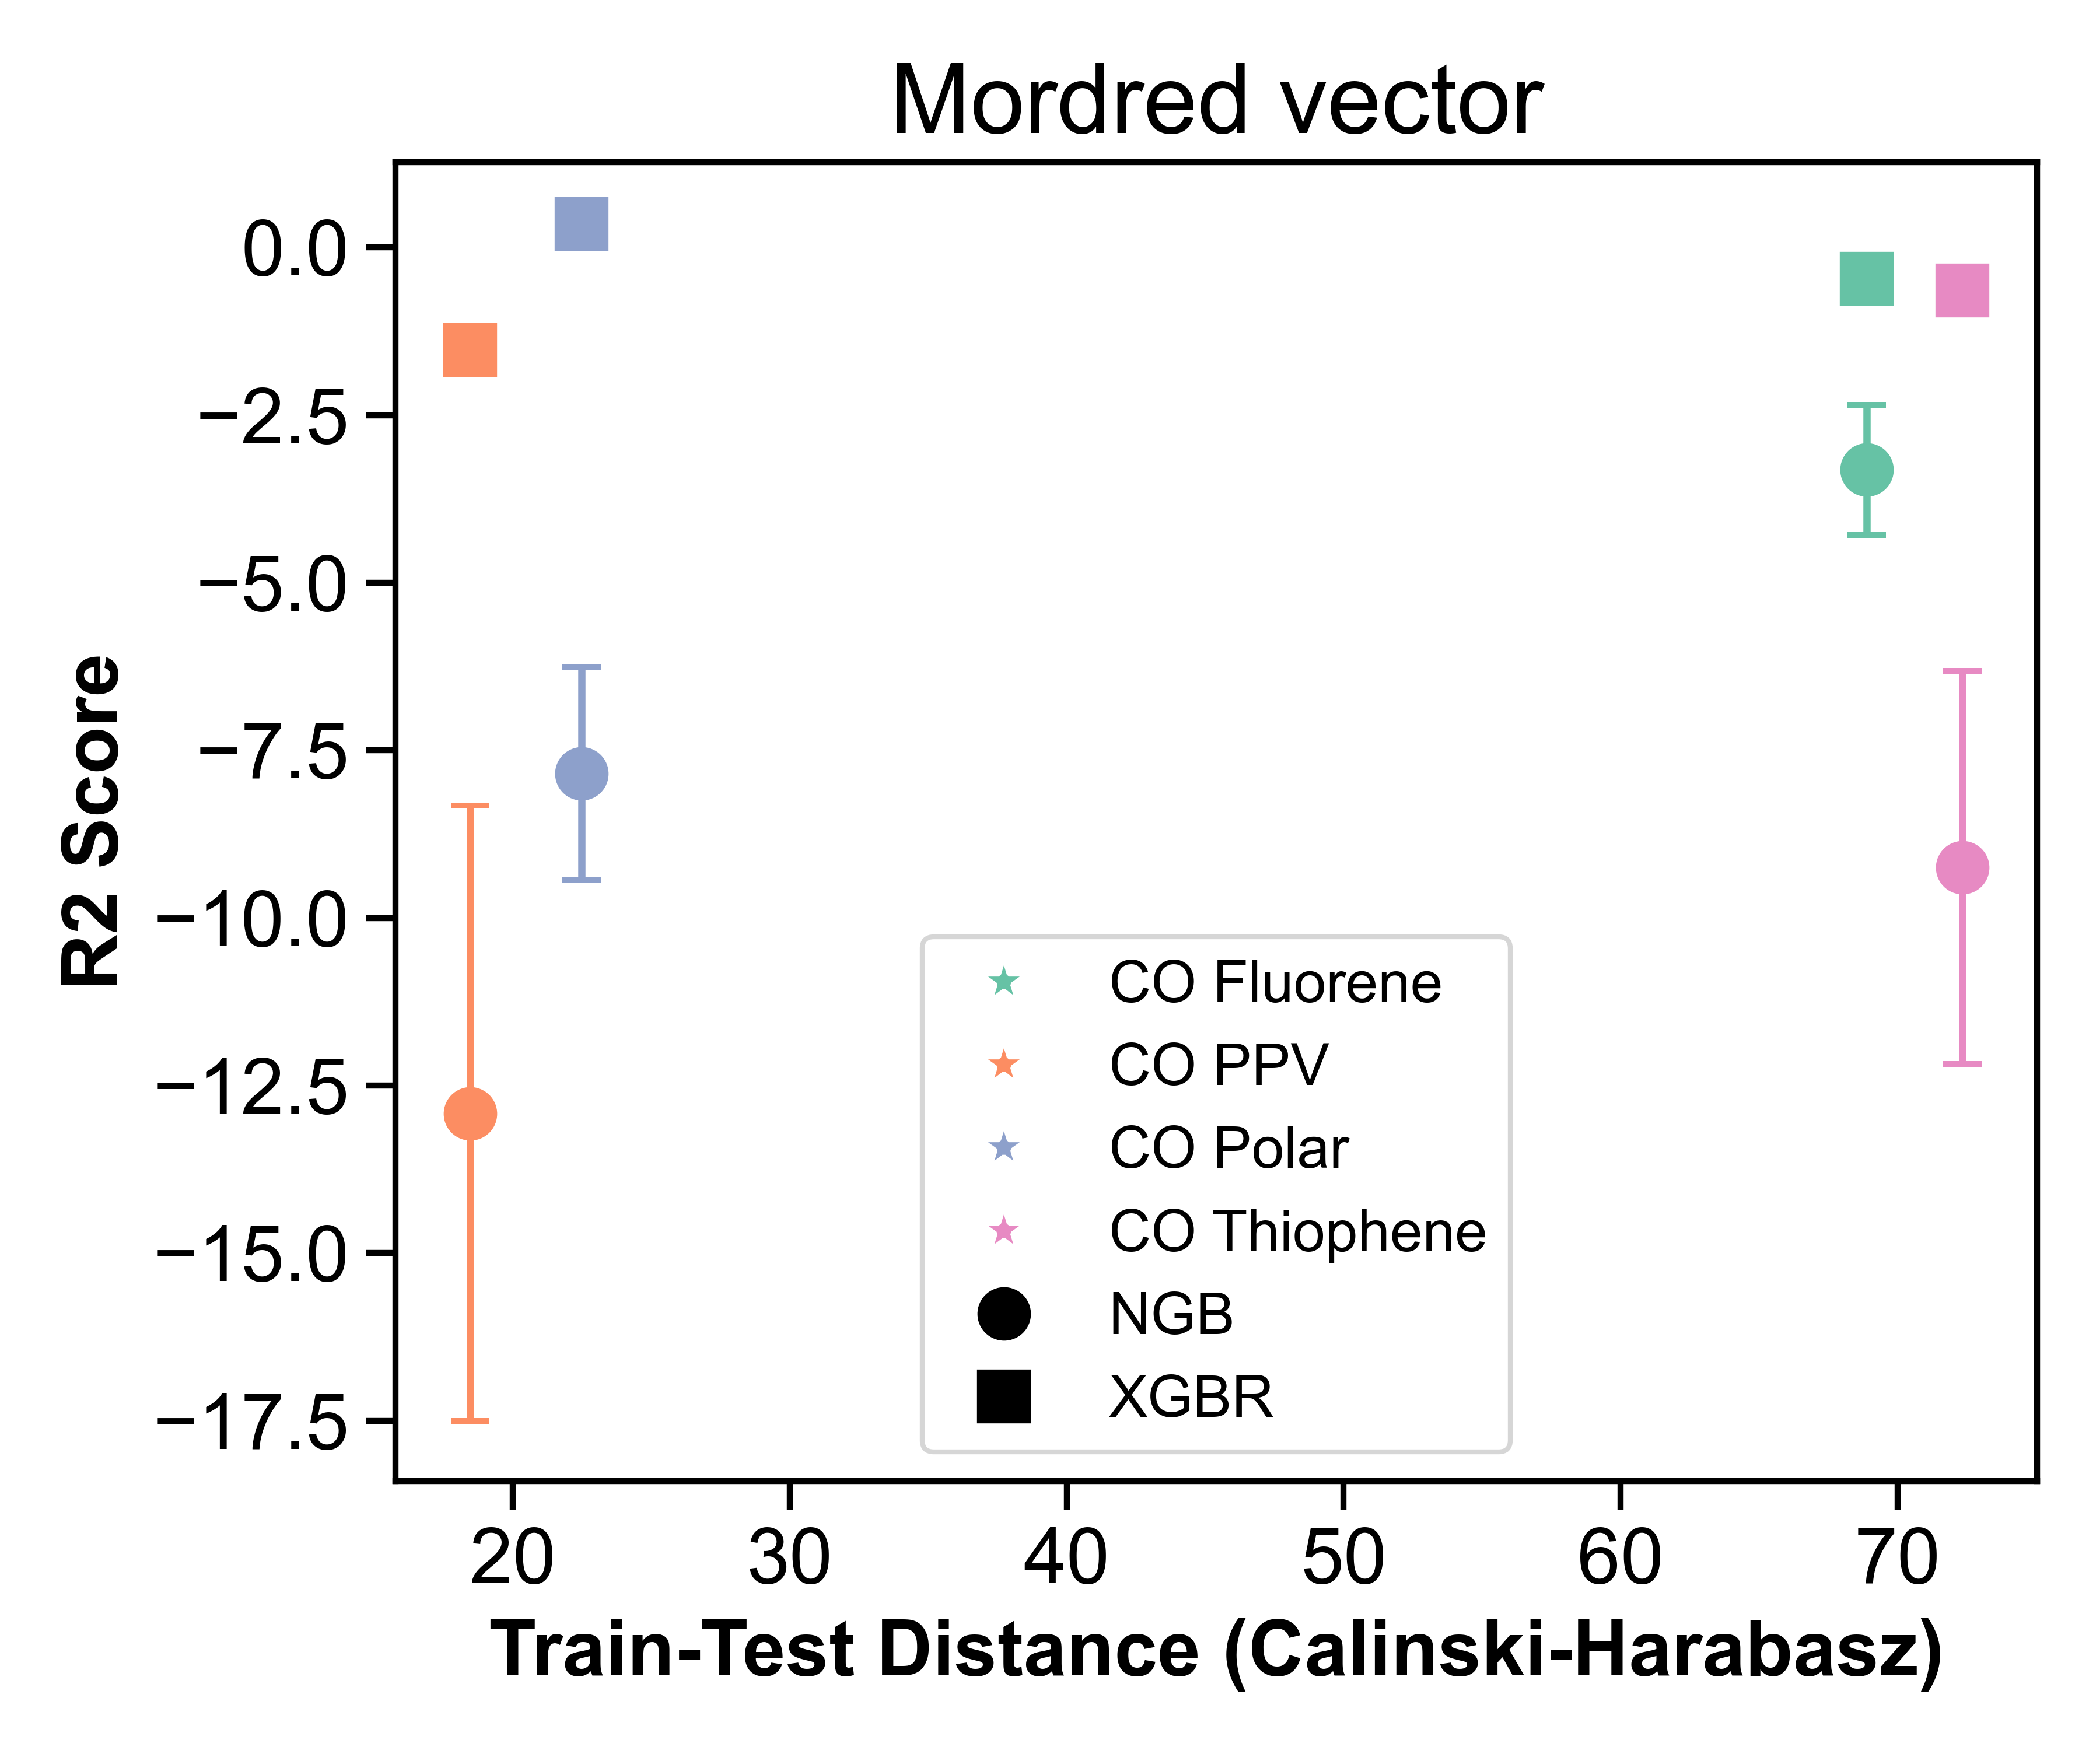 Mordred vector
R2 Score
0.0
−2.5
−5.0
−7.5
−10.0
−12.5
−15.0
−17.5
CO Fluorene
CO PPV
CO Polar
CO Thiophene
NGB
XGBR
20 30 40 50 60 70
Train-Test Distance (Calinski-Harabasz)